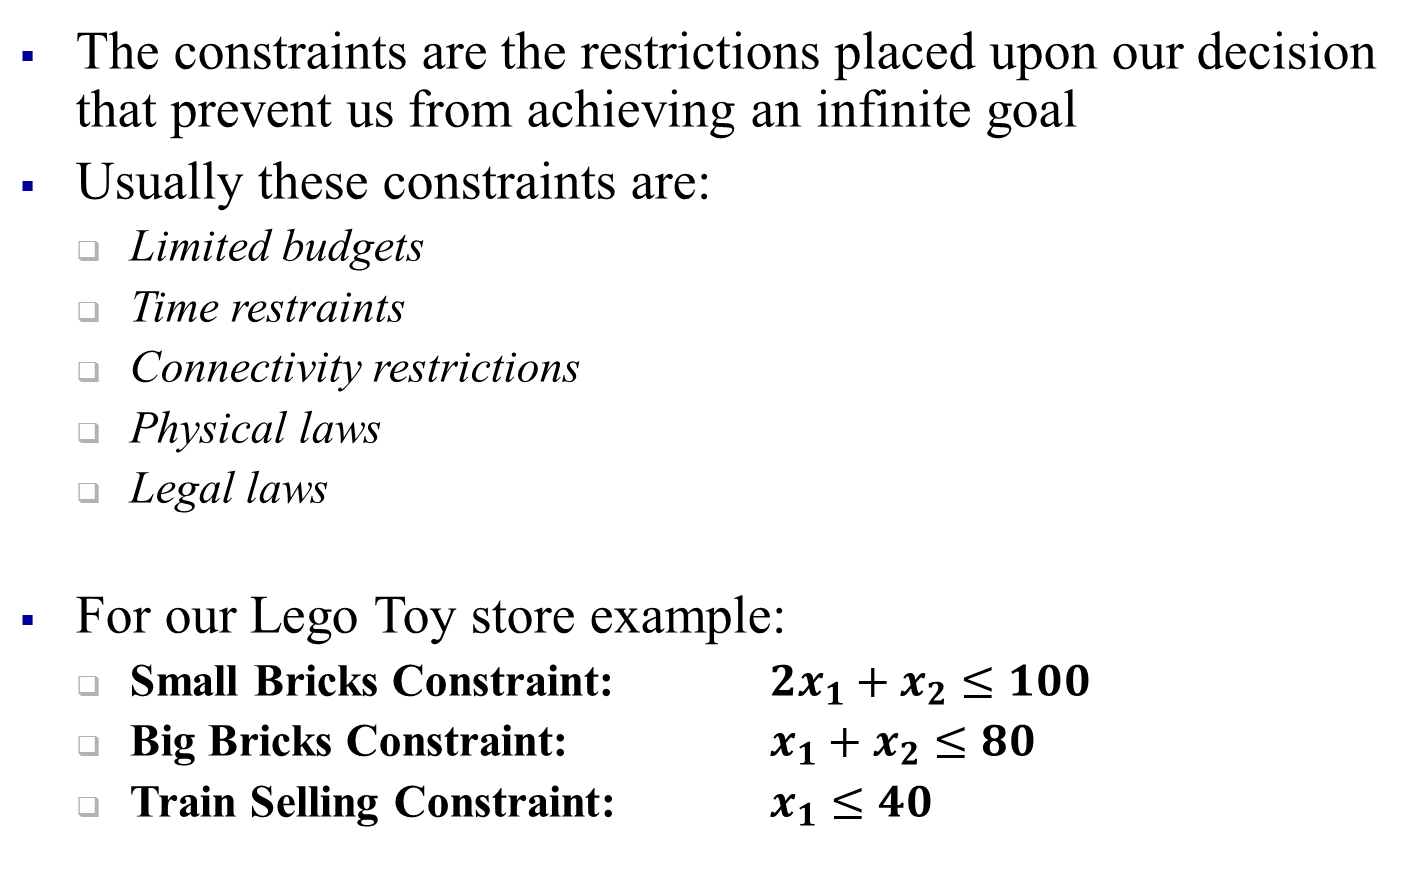 ▪ The constraints are the restrictions placed upon our decision
that prevent us from achieving an infinite goal
▪ Usually these constraints are:
❑ Limited budgets
❑ Time restraints
❑ Connectivity restrictions
❑ Physical laws
❑ Legal laws
▪ For our Lego Toy store example:
❑ Small Bricks Constraint: 2x₁ + x₂ ≤ 100
❑ Big Bricks Constraint: x₁ + x₂ ≤ 80
❑ Train Selling Constraint: x₁ ≤ 40